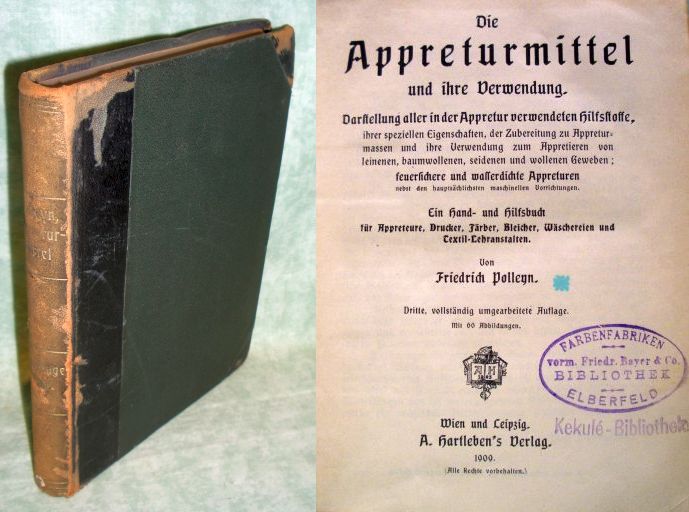 Die
Appreturmittel
und ihre Verwendung.
Darstellung aller in der Appretur verwendeten Hilfsstoffe,
ihrer speziellen Eigenschaften, der Zubereitung zu Appretur-
massen und ihre Verwendung zum Appretieren von
leinenen, baumwollenen, seidenen und wollenen Geweben;
feuersichere und wasserdichte Appreturen
nebst den hauptsächlichsten maschinellen Vorrichtungen.
Ein Hand- und Hilfsbuch
für Appreteure, Drucker, Färber, Bleicher, Wäschereien und
Textil-Lehranstalten.
Von
Friedrich Polleyn.
Dritte, vollständig umgearbeitete Auflage.
Mit 66 Abbildungen.
A H
FARBENFABRIKEN
vorm. Friedr. Bayer & Co.
BIBLIOTHEK
ELBERFELD
Kekulé-Bibliothek
Wien und Leipzig.
A. Hartleben's Verlag.
1909.
(Alle Rechte vorbehalten.)